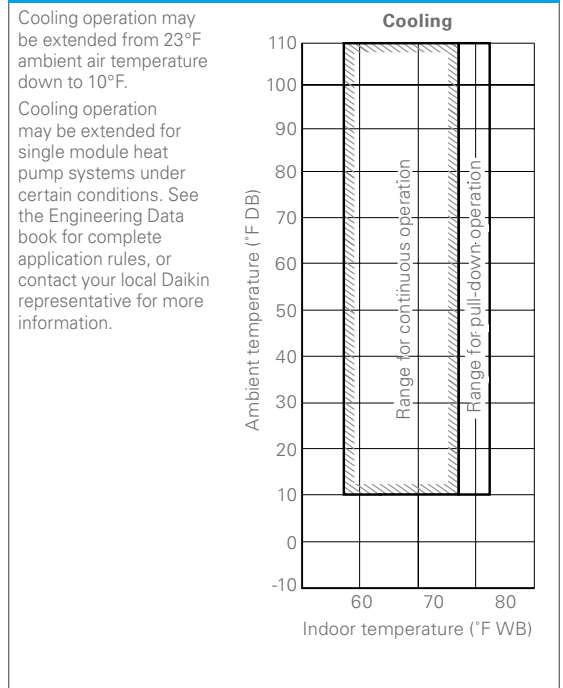 Cooling operation may
be extended from 23°F
ambient air temperature
down to 10°F.
Cooling operation
may be extended for
single module heat
pump systems under
certain conditions. See
the Engineering Data
book for complete
application rules, or
contact your local Daikin
representative for more
information.
Cooling
Ambient temperature (˚F DB)
110
100
90
80
70
60
50
40
30
20
10
0
-10
Range for continuous operation
Range for pull-down operation
60 70 80
Indoor temperature (˚F WB)